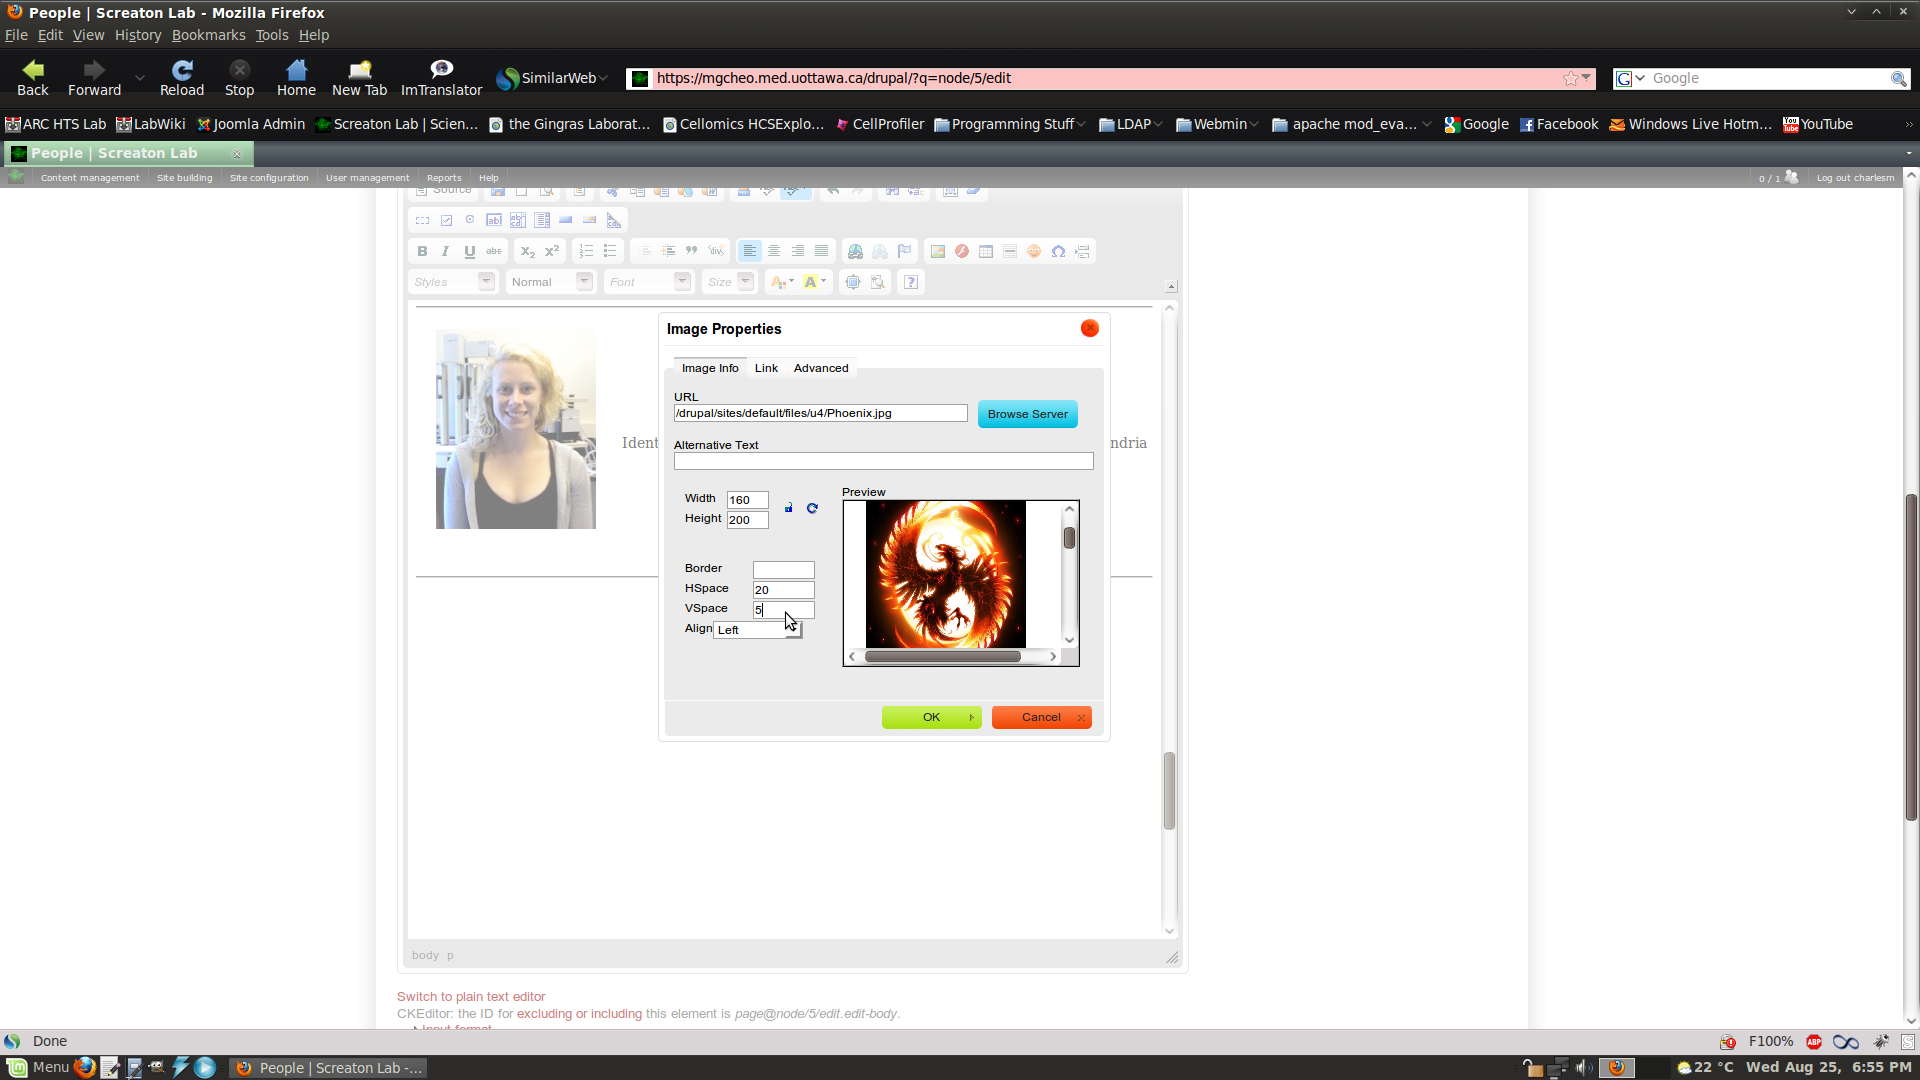 People | Screaton Lab - Mozilla Firefox
File Edit View History Bookmarks Tools Help
Back Forward Reload Stop Home New Tab ImTranslator SimilarWeb https://mgcheo.med.uottawa.ca/drupal/?q=node/5/edit Google
ARC HTS Lab LabWiki Joomla Admin Screaton Lab | Scien... the Gingras Laborat... Cellomics HCSExplo... CellProfiler Programming Stuff LDAP Webmin apache mod_eva... Google Facebook Windows Live Hotm... YouTube
People | Screaton Lab
Content management Site building Site configuration User management Reports Help 0 / 1 Log out charlesm
Source
B I U abc X2 X2
Styles Normal Font Size A A ?
Image Properties
Image Info Link Advanced
URL
/drupal/sites/default/files/u4/Phoenix.jpg Browse Server
Ident ndria
Alternative Text
Width 160
Height 200
Preview
Border
HSpace 20
VSpace 5
Align Left
OK Cancel
body p
Switch to plain text editor
CKEditor: the ID for excluding or including this element is page@node/5/edit.edit-body.
Input format
Done F100% ABP
Menu People | Screaton Lab -... 22 °C Wed Aug 25, 6:55 PM